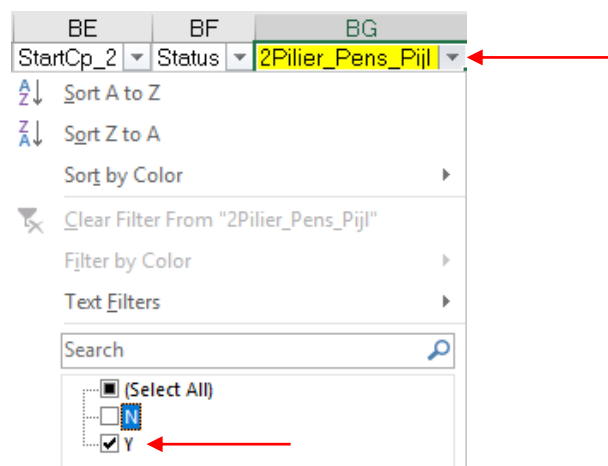 BE BF BG
StartCp_2 Status 2Pilier_Pens_Pijl
Sort A to Z
Sort Z to A
Sort by Color
Clear Filter From "2Pilier_Pens_Pijl"
Filter by Color
Text Filters
Search
(Select All)
N
Y